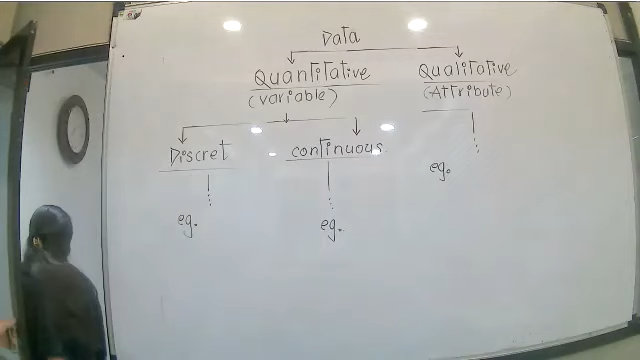 Data
Quantitative Qualitative
(variable) (Attribute)
Discret continuous
eg.
eg. eg.